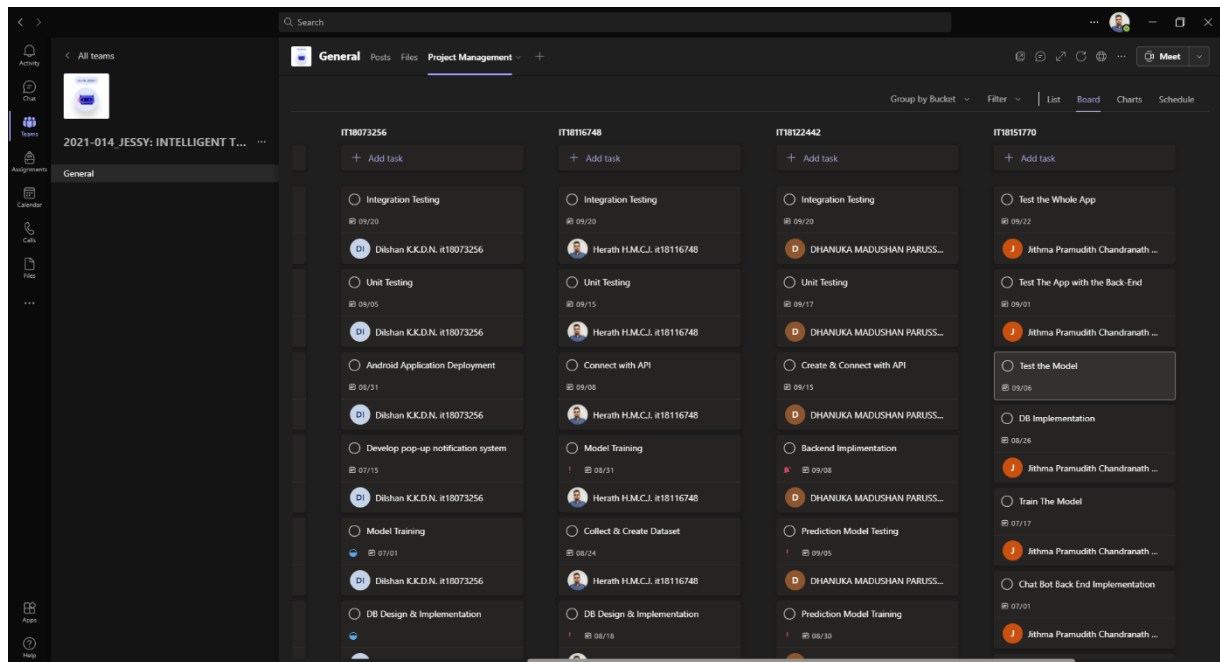 Search
Activity
Chat
Teams
Assignments
Calendar
Calls
Files
Apps
Help
All teams
2021-014_JESSY: INTELLIGENT T...
General
General Posts Files Project Management
Meet
Group by Bucket Filter List Board Charts Schedule
IT18073256
Add task
Integration Testing
09/20
DI Dilshan K.K.D.N. it18073256
Unit Testing
09/05
DI Dilshan K.K.D.N. it18073256
Android Application Deployment
08/31
DI Dilshan K.K.D.N. it18073256
Develop pop-up notification system
07/15
DI Dilshan K.K.D.N. it18073256
Model Training
07/01
DI Dilshan K.K.D.N. it18073256
DB Design & Implementation
IT18116748
Add task
Integration Testing
09/20
Herath H.M.C.J. it18116748
Unit Testing
09/15
Herath H.M.C.J. it18116748
Connect with API
09/08
Herath H.M.C.J. it18116748
Model Training
! 08/31
Herath H.M.C.J. it18116748
Collect & Create Dataset
08/24
Herath H.M.C.J. it18116748
DB Design & Implementation
! 08/18
IT18122442
Add task
Integration Testing
09/20
D DHANUKA MADUSHAN PARUSS...
Unit Testing
09/17
D DHANUKA MADUSHAN PARUSS...
Create & Connect with API
09/15
D DHANUKA MADUSHAN PARUSS...
Backend Implimentation
09/08
D DHANUKA MADUSHAN PARUSS...
Prediction Model Testing
! 09/05
D DHANUKA MADUSHAN PARUSS...
Prediction Model Training
! 08/30
IT18151770
Add task
Test the Whole App
09/22
J Jithma Pramudith Chandranath ...
Test The App with the Back-End
09/01
J Jithma Pramudith Chandranath ...
Test the Model
09/06
DB Implementation
08/26
J Jithma Pramudith Chandranath ...
Train The Model
07/17
J Jithma Pramudith Chandranath ...
Chat Bot Back End Implementation
07/01
J Jithma Pramudith Chandranath ...